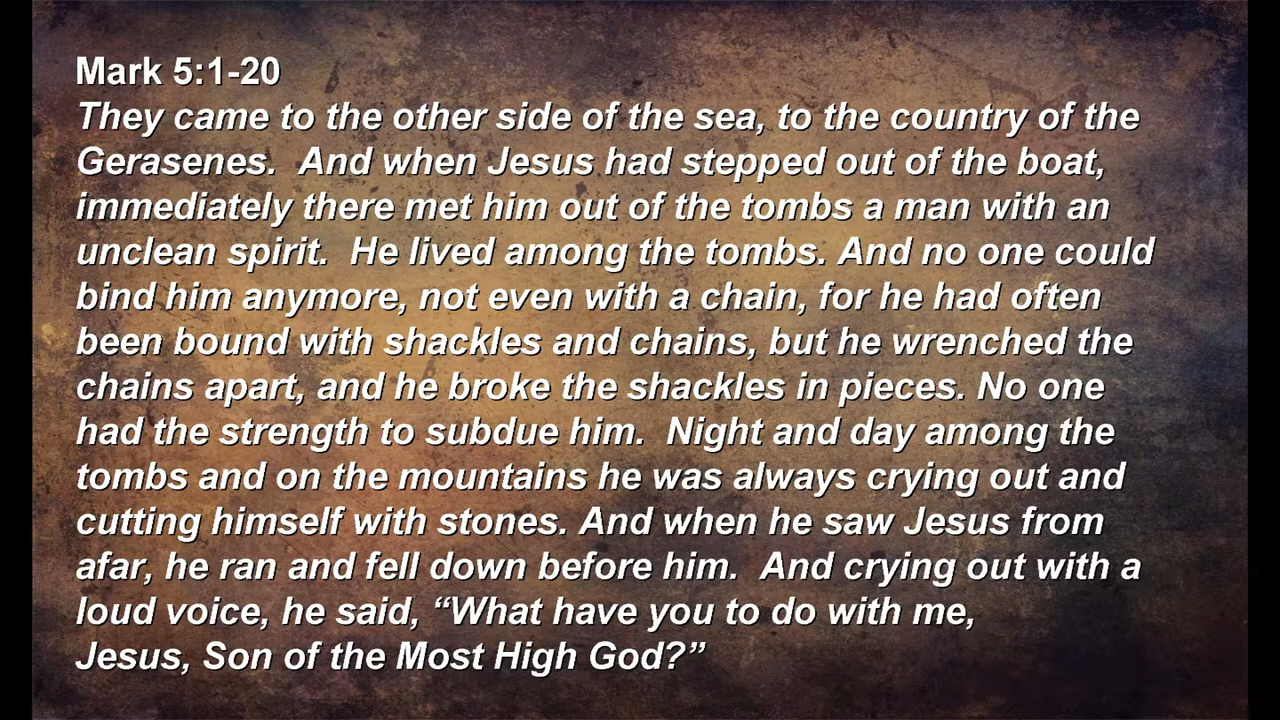 Mark 5:1-20
They came to the other side of the sea, to the country of the
Gerasenes.  And when Jesus had stepped out of the boat,
immediately there met him out of the tombs a man with an
unclean spirit.  He lived among the tombs. And no one could
bind him anymore, not even with a chain, for he had often
been bound with shackles and chains, but he wrenched the
chains apart, and he broke the shackles in pieces. No one
had the strength to subdue him.  Night and day among the
tombs and on the mountains he was always crying out and
cutting himself with stones. And when he saw Jesus from
afar, he ran and fell down before him.  And crying out with a
loud voice, he said, “What have you to do with me,
Jesus, Son of the Most High God?”